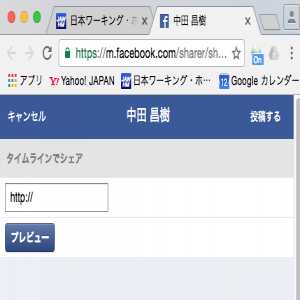 日本ワーキング・ホ
中田 昌樹
https://m.facebook.com/sharer/sh...
On
アプリ Yahoo! JAPAN 日本ワーキング・ホ… 12 Google カレンダー
キャンセル 中田 昌樹 投稿する
タイムラインでシェア
http://
プレビュー